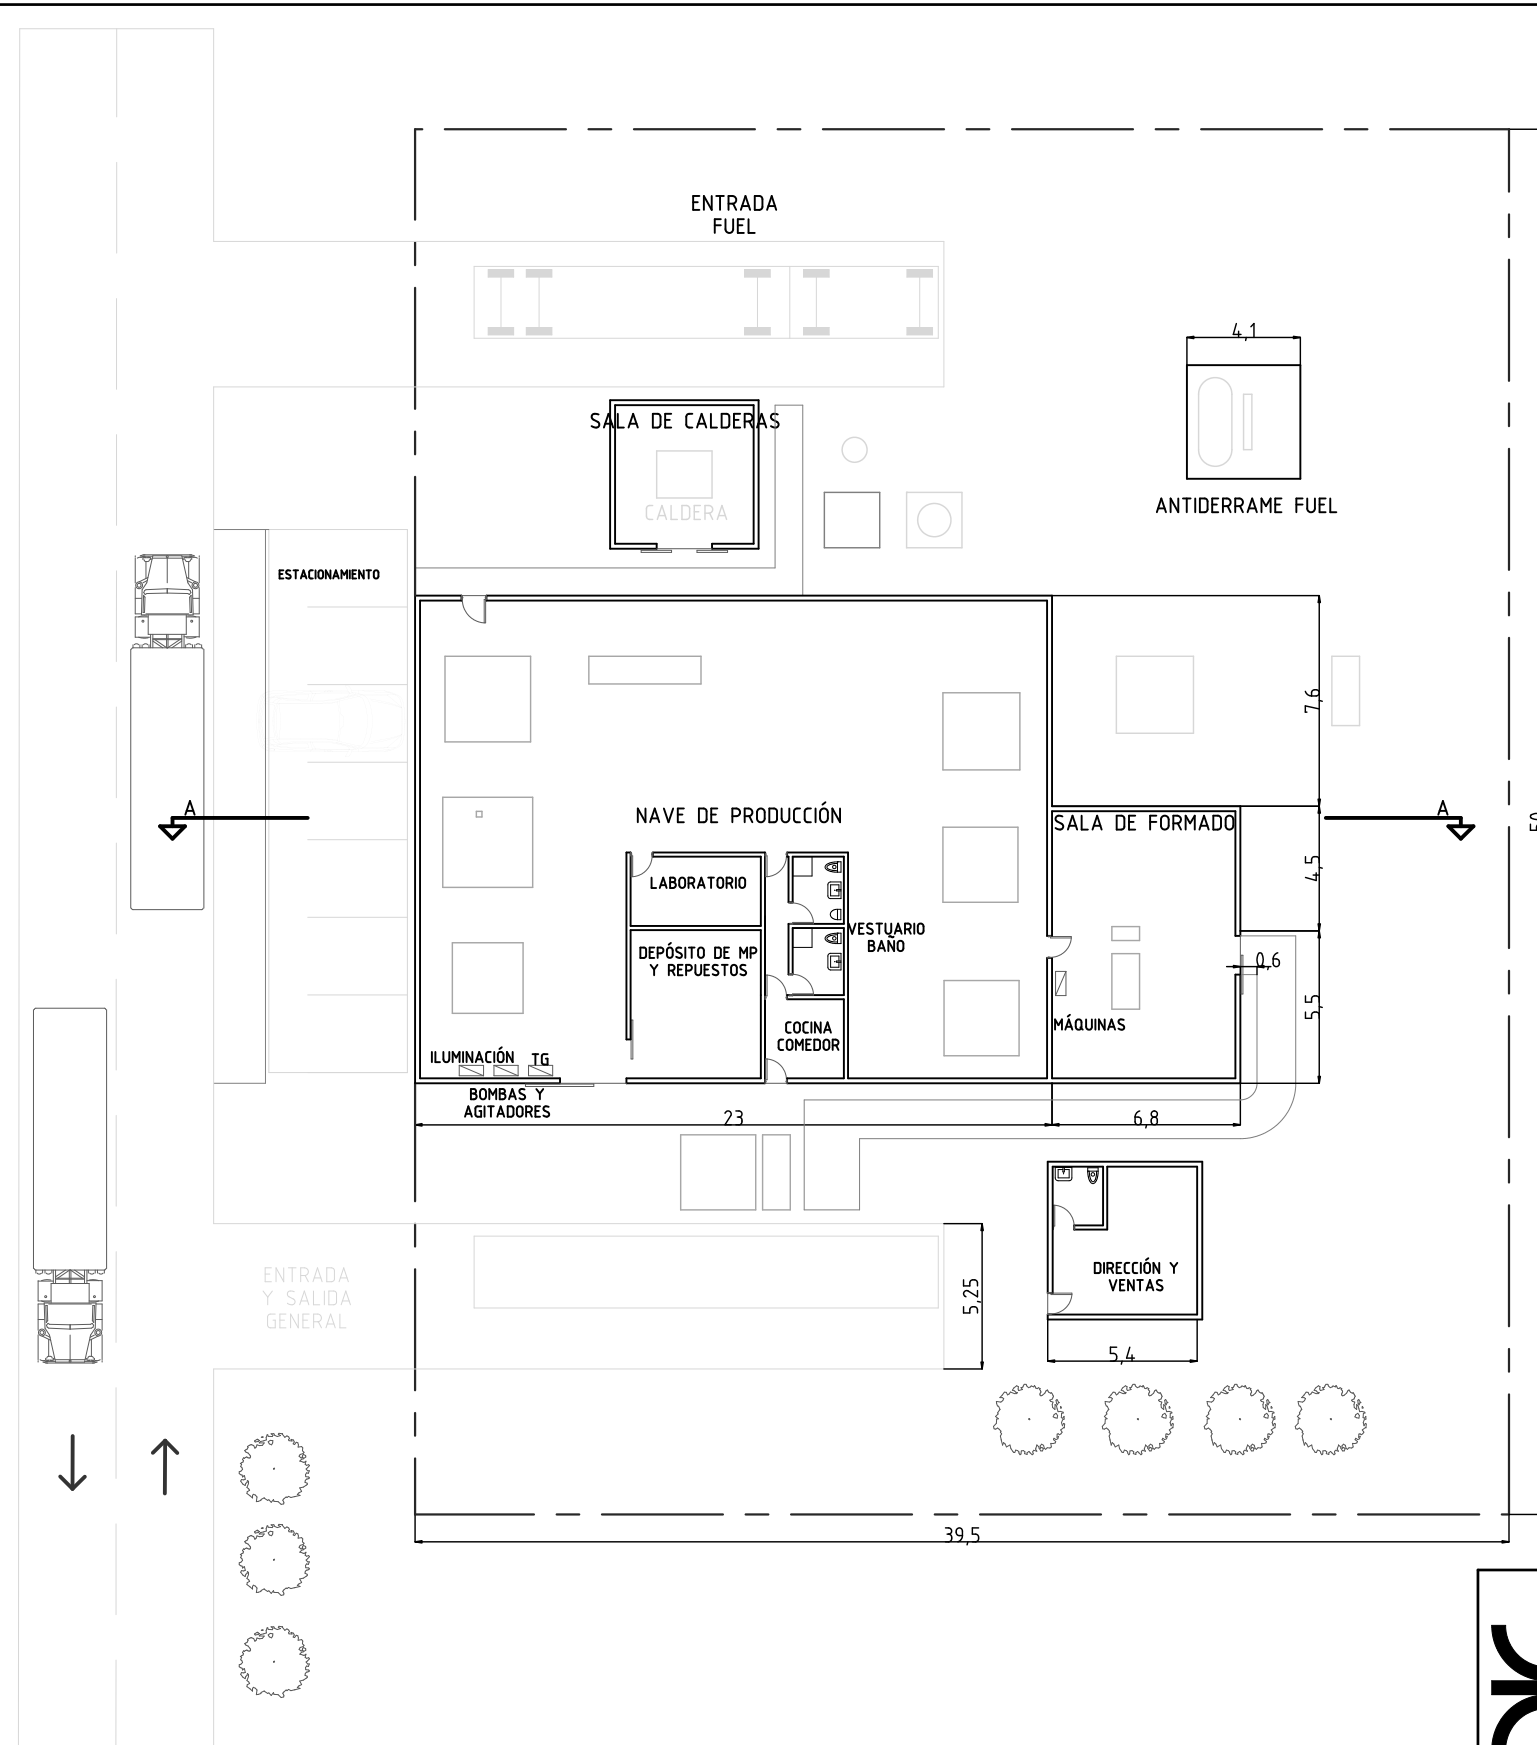 ENTRADA
FUEL
4,1
SALA DE CALDERAS
CALDERA
ANTIDERRAME FUEL
ESTACIONAMIENTO
7,6
A
NAVE DE PRODUCCIÓN
SALA DE FORMADO
A
50
LABORATORIO
4,5
VESTUARIO
BAÑO
DEPÓSITO DE MP
Y REPUESTOS
0,6
5,5
MÁQUINAS
COCINA
COMEDOR
ILUMINACIÓN
TG
BOMBAS Y
AGITADORES
23
6,8
ENTRADA
Y SALIDA
GENERAL
5,25
DIRECCIÓN Y
VENTAS
5,4
39,5